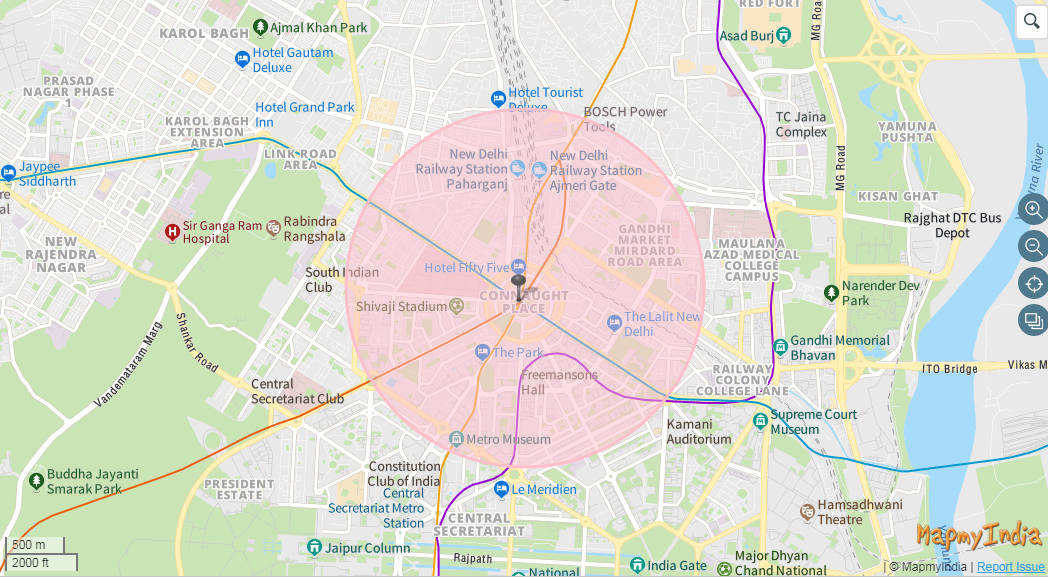 RED FORT
MG Road
KAROL BAGH
Ajmal Khan Park
Asad Burj
Hotel Gautam
Deluxe
PRASAD
NAGAR PHASE
1
Hotel Tourist
Deluxe
Hotel Grand Park
Inn
BOSCH Power
Tools
KAROL BAGH
EXTENSION
AREA
TC Jaina
Complex
YAMUNA
PUSHTA
LINK ROAD
AREA
New Delhi
Railway Station
Paharganj
New Delhi
Railway Station
Ajmeri Gate
MG Road
Jaypee
Siddharth
KISAN GHAT
Rajghat DTC Bus
Depot
Sir Ganga Ram
Hospital
Rabindra
Rangshala
GANDHI
MARKET
MIRDARD
ROAD AREA
MAULANA
AZAD MEDICAL
COLLEGE
CAMPUS
NEW
RAJENDRA
NAGAR
South Indian
Club
Hotel Fifty Five
Shivaji Stadium
CONNAUGHT
PLACE
Narender Dev
Park
The Lalit New
Delhi
Shankar Road
Vandemataram Marg
The Park
Gandhi Memorial
Bhavan
Freemansons
Hall
RAILWAY
COLONY
COLLEGE LANE
ITO Bridge
Vikas M
Central
Secretariat Club
Kamani
Auditorium
Supreme Court
Museum
Metro Museum
Constitution
Club of India
Buddha Jayanti
Smarak Park
PRESIDENT
ESTATE
Central
Secretariat Metro
Station
Le Meridien
CENTRAL
SECRETARIAT
Hamsadhwani
Theatre
MapmyIndia
500 m
2000 ft
Jaipur Column
Rajpath
National
India Gate
Major Dhyan
Chand National
© MapmyIndia | Report Issue